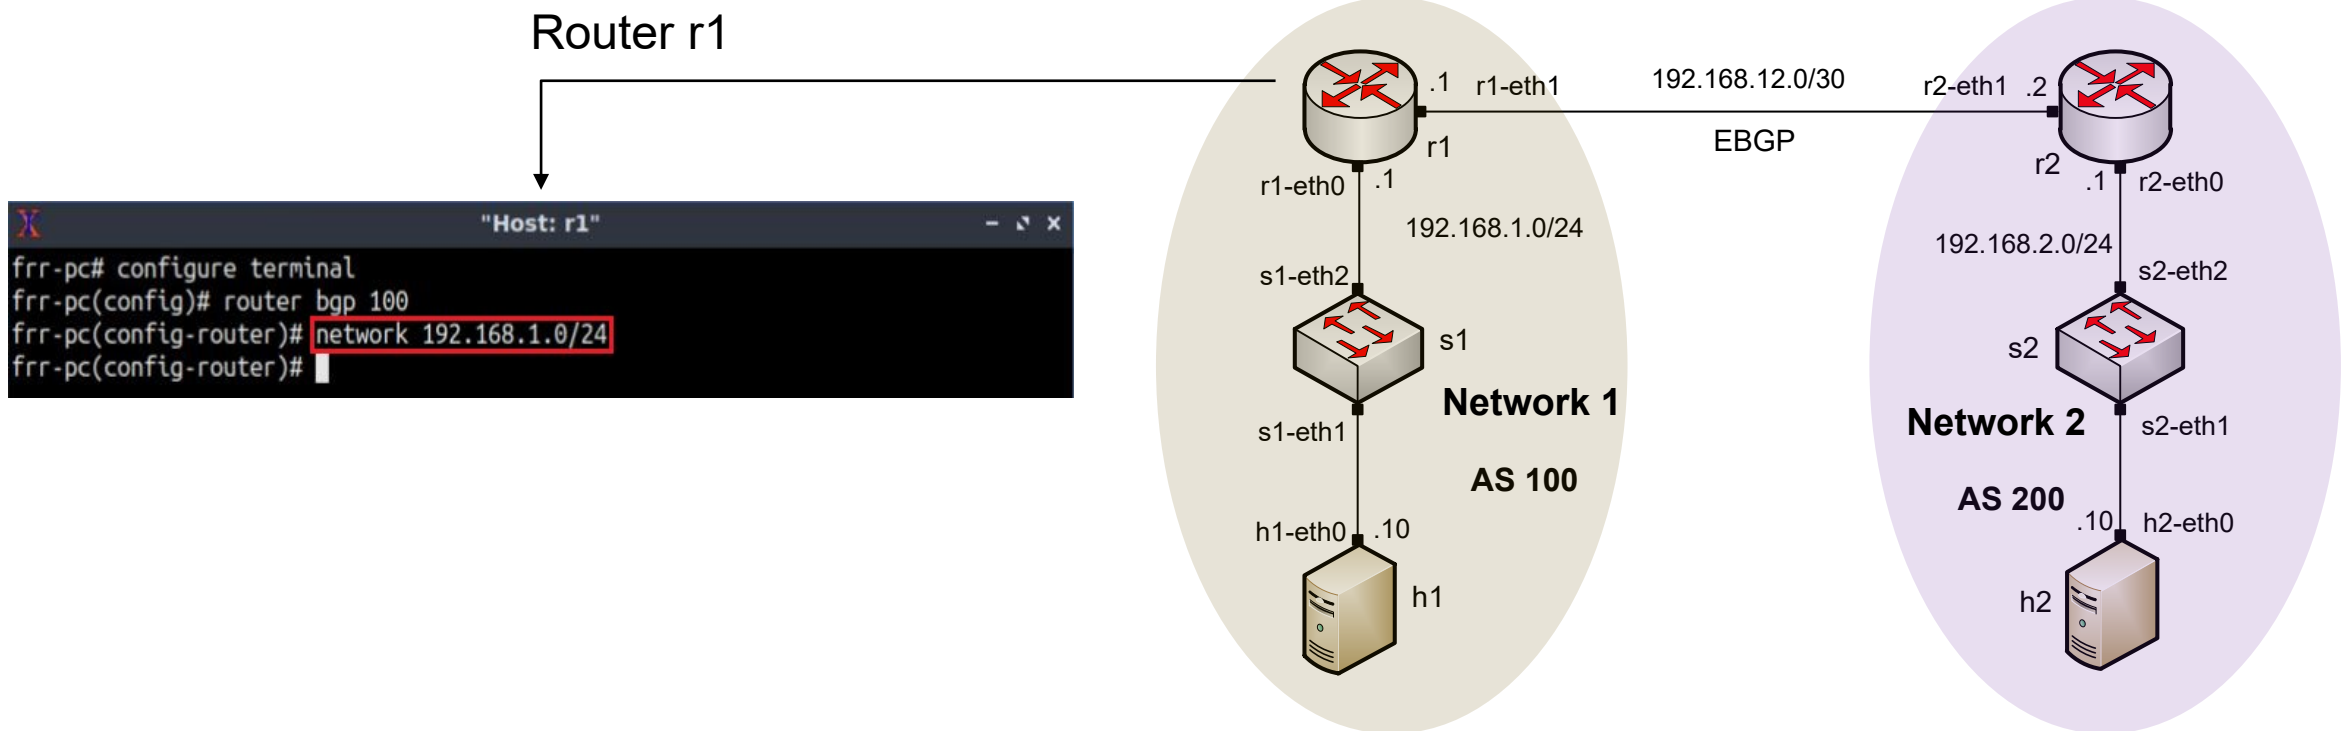 Router r1
"Host: r1"
frr-pc# configure terminal
frr-pc(config)# router bgp 100
frr-pc(config-router)# network 192.168.1.0/24
frr-pc(config-router)#
.1 r1-eth1
192.168.12.0/30
r2-eth1 .2
EBGP
r1
r2
r1-eth0 .1
.1 r2-eth0
192.168.1.0/24
192.168.2.0/24
s1-eth2
s2-eth2
s1
s2
Network 1
Network 2
s1-eth1
s2-eth1
AS 100
AS 200
h1-eth0 .10
.10 h2-eth0
h1
h2